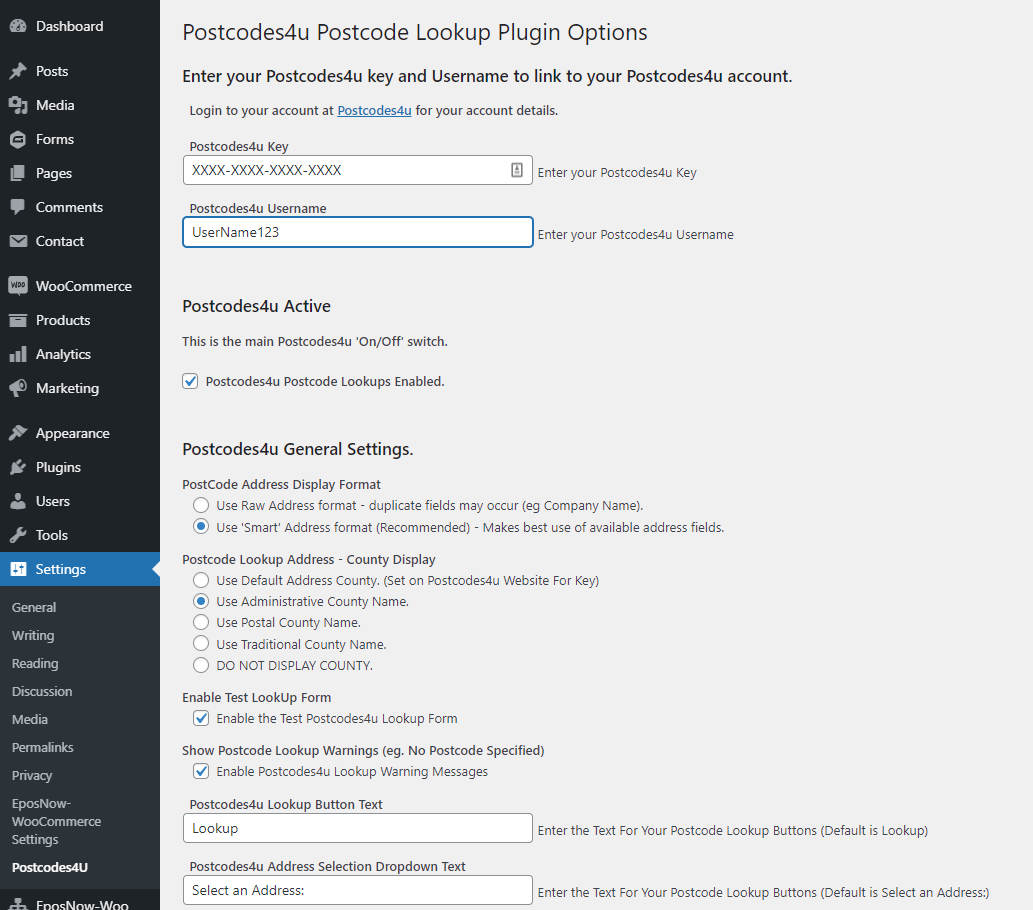 Dashboard
Posts
Media
Forms
Pages
Comments
Contact
WOO
WooCommerce
Products
Analytics
Marketing
Appearance
Plugins
Users
Tools
Settings
General
Writing
Reading
Discussion
Media
Permalinks
Privacy
EposNow-
WooCommerce
Settings
Postcodes4U
EposNow-Woo
Postcodes4u Postcode Lookup Plugin Options
Enter your Postcodes4u key and Username to link to your Postcodes4u account.
Login to your account at Postcodes4u for your account details.
Postcodes4u Key
XXXX-XXXX-XXXX-XXXX Enter your Postcodes4u Key
Postcodes4u Username
UserName123 Enter your Postcodes4u Username
Postcodes4u Active
This is the main Postcodes4u 'On/Off' switch.
Postcodes4u Postcode Lookups Enabled.
Postcodes4u General Settings.
PostCode Address Display Format
Use Raw Address format - duplicate fields may occur (eg Company Name).
Use 'Smart' Address format (Recommended) - Makes best use of available address fields.
Postcode Lookup Address - County Display
Use Default Address County. (Set on Postcodes4u Website For Key)
Use Administrative County Name.
Use Postal County Name.
Use Traditional County Name.
DO NOT DISPLAY COUNTY.
Enable Test LookUp Form
Enable the Test Postcodes4u Lookup Form
Show Postcode Lookup Warnings (eg. No Postcode Specified)
Enable Postcodes4u Lookup Warning Messages
Postcodes4u Lookup Button Text
Lookup Enter the Text For Your Postcode Lookup Buttons (Default is Lookup)
Postcodes4u Address Selection Dropdown Text
Select an Address: Enter the Text For Your Postcode Lookup Buttons (Default is Select an Address:)